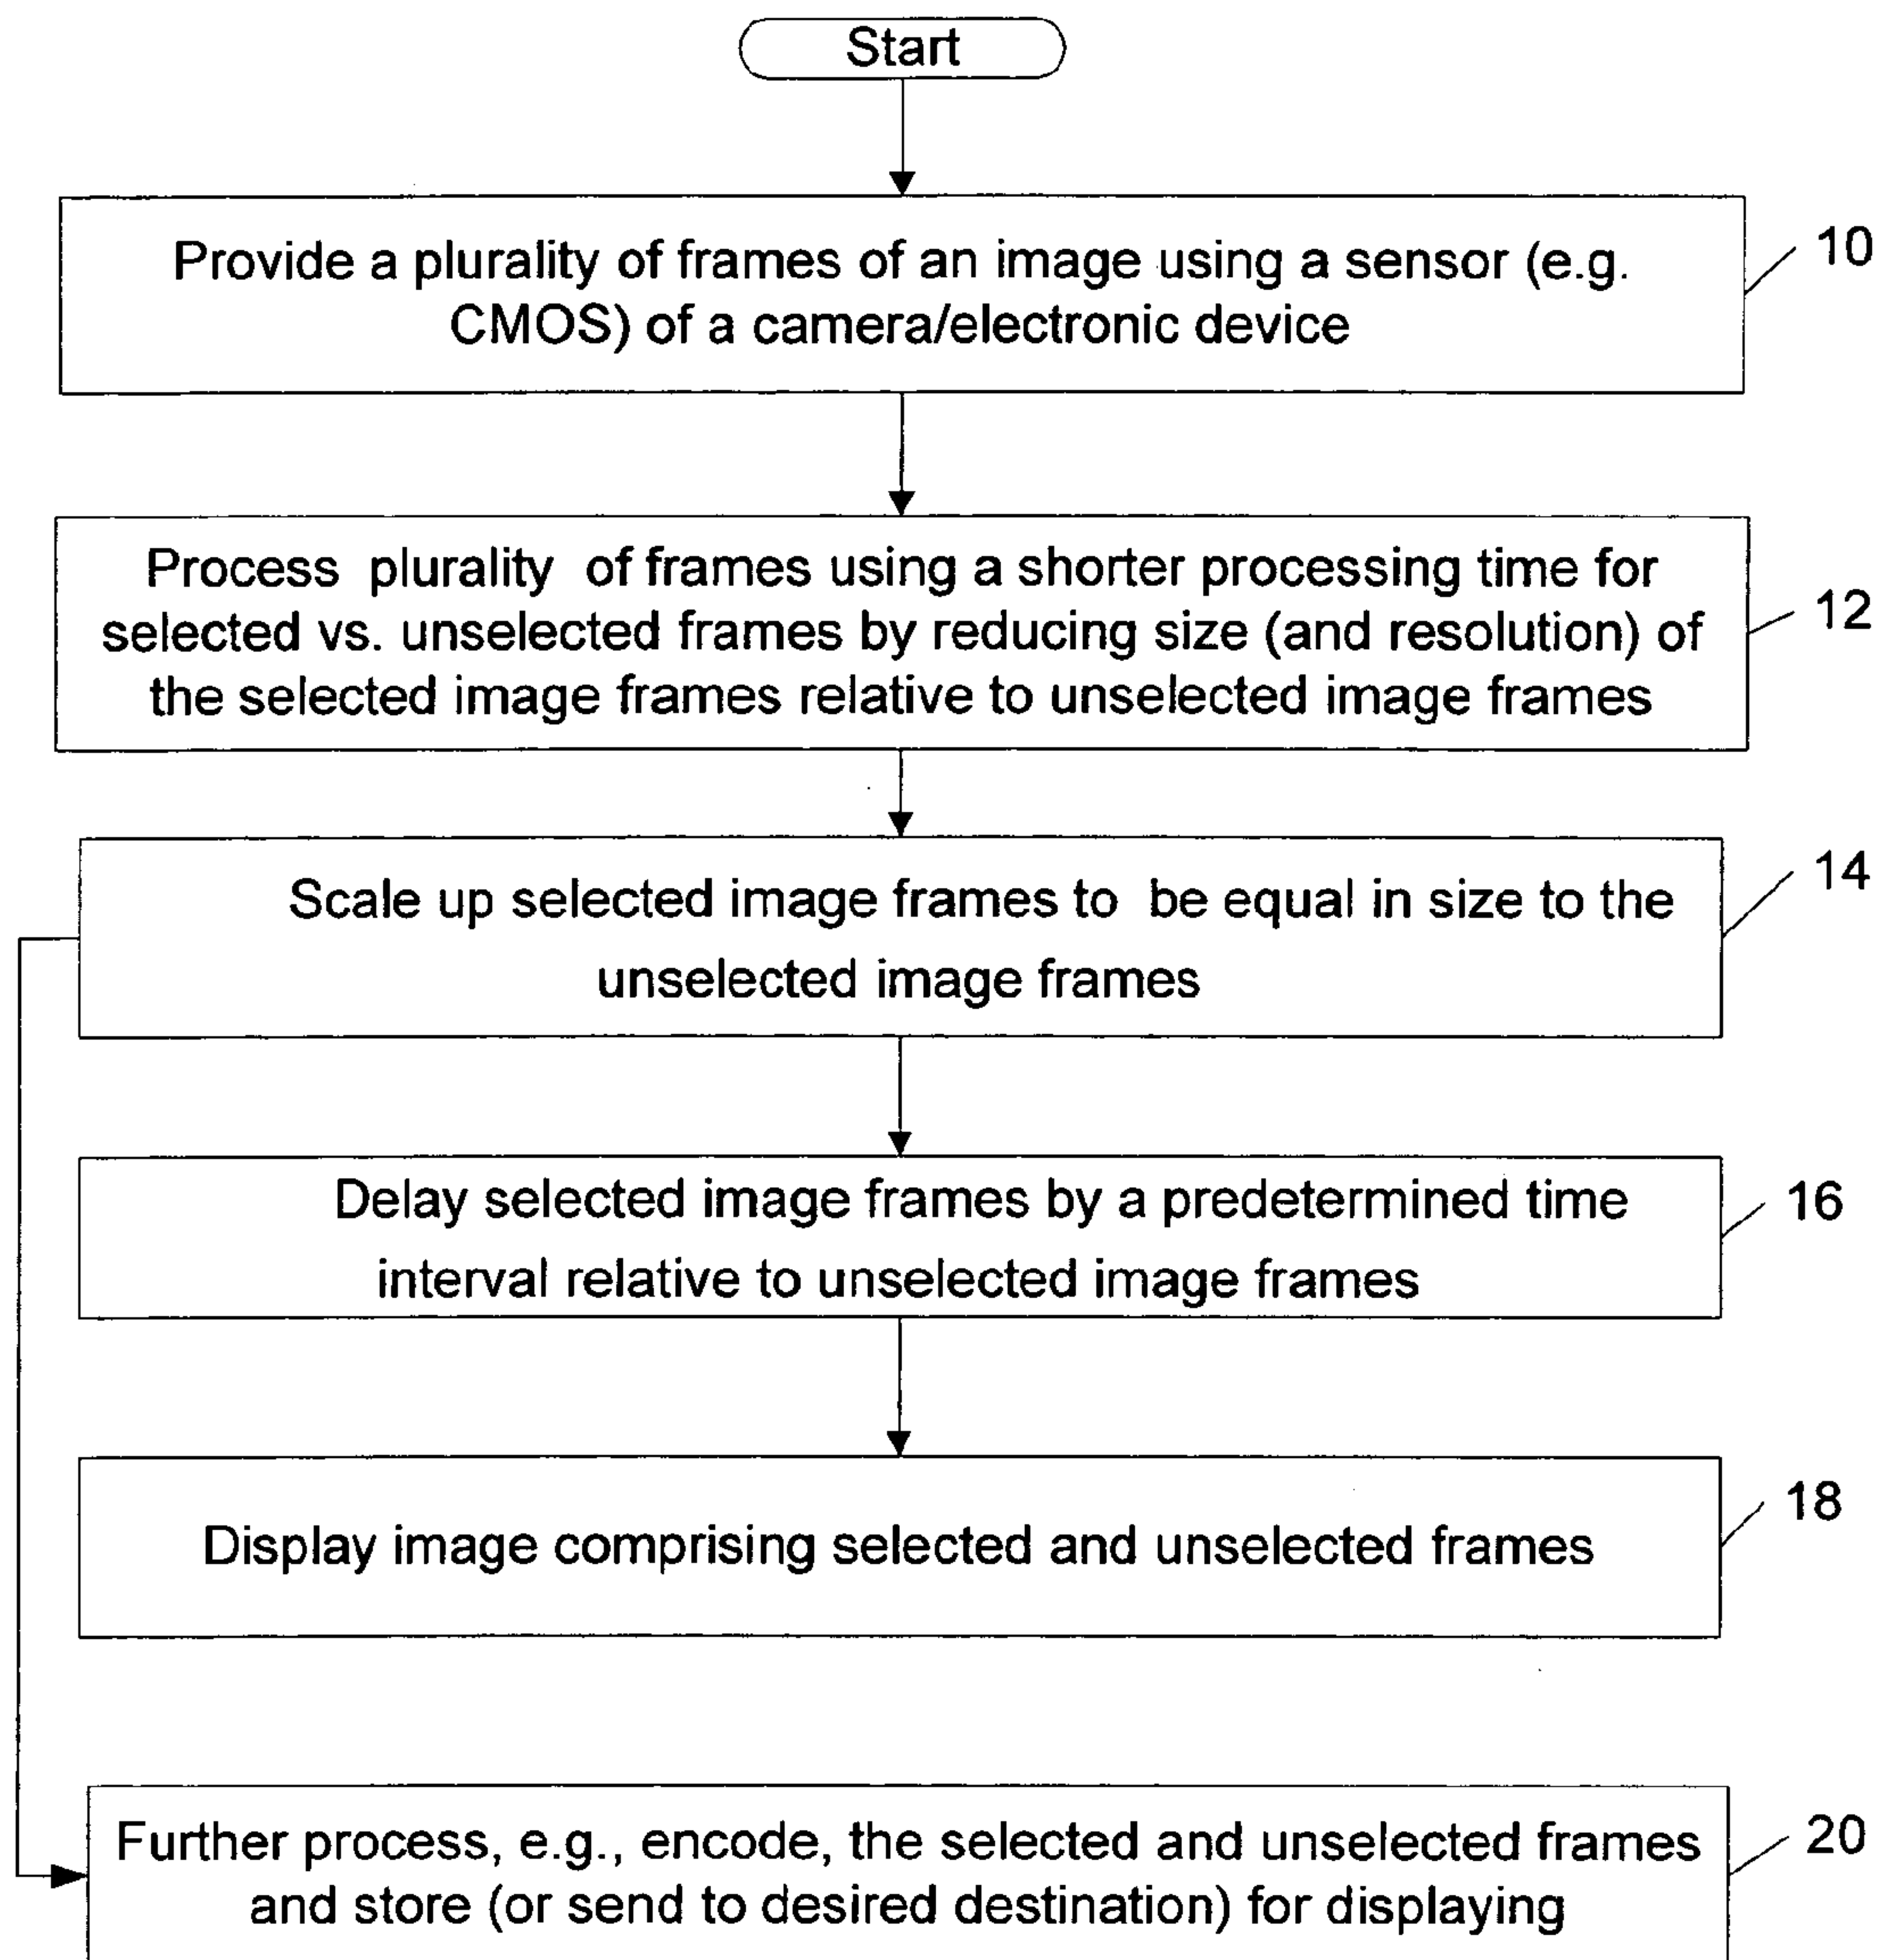 Start
Provide a plurality of frames of an image using a sensor (e.g.
CMOS) of a camera/electronic device
10
Process plurality of frames using a shorter processing time for
selected vs. unselected frames by reducing size (and resolution) of
the selected image frames relative to unselected image frames
12
Scale up selected image frames to be equal in size to the
unselected image frames
14
Delay selected image frames by a predetermined time
interval relative to unselected image frames
16
Display image comprising selected and unselected frames
18
Further process, e.g., encode, the selected and unselected frames
and store (or send to desired destination) for displaying
20